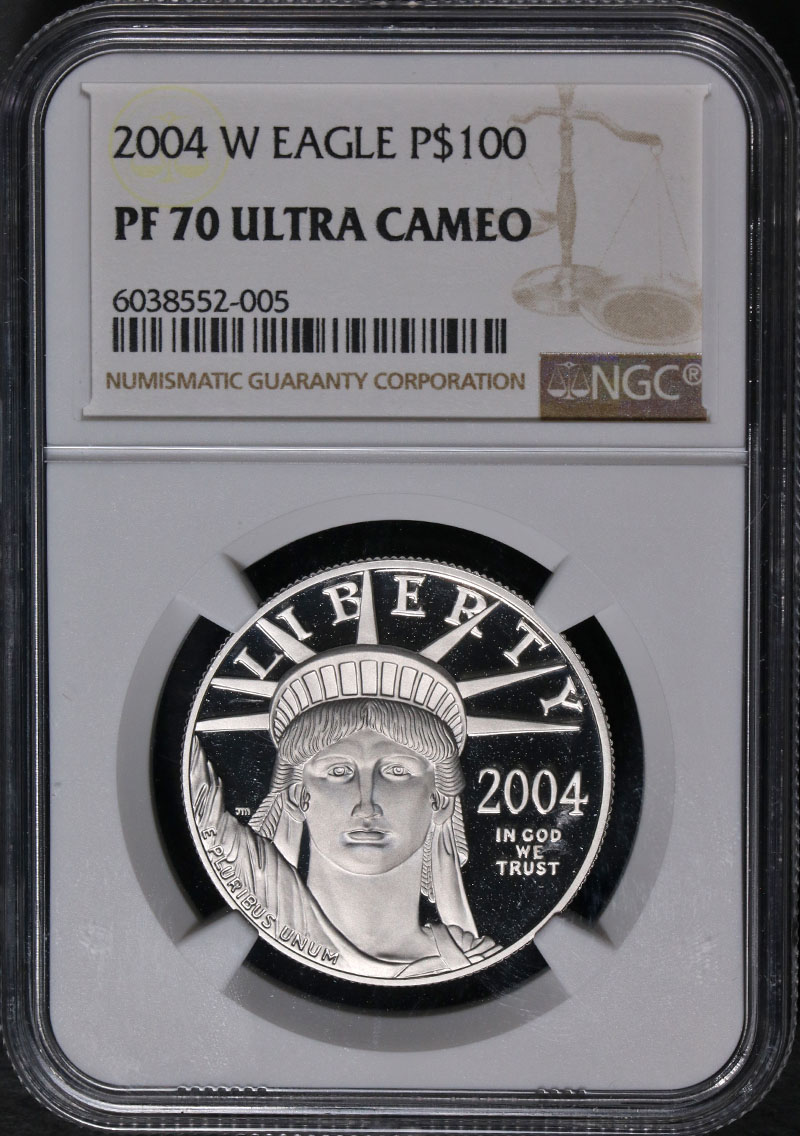 2004 W EAGLE P$100
PF 70 ULTRA CAMEO
6038552-005
NUMISMATIC GUARANTY CORPORATION
NGC®
LIBERTY
2004
IN GOD
WE
TRUST
E PLURIBUS UNUM